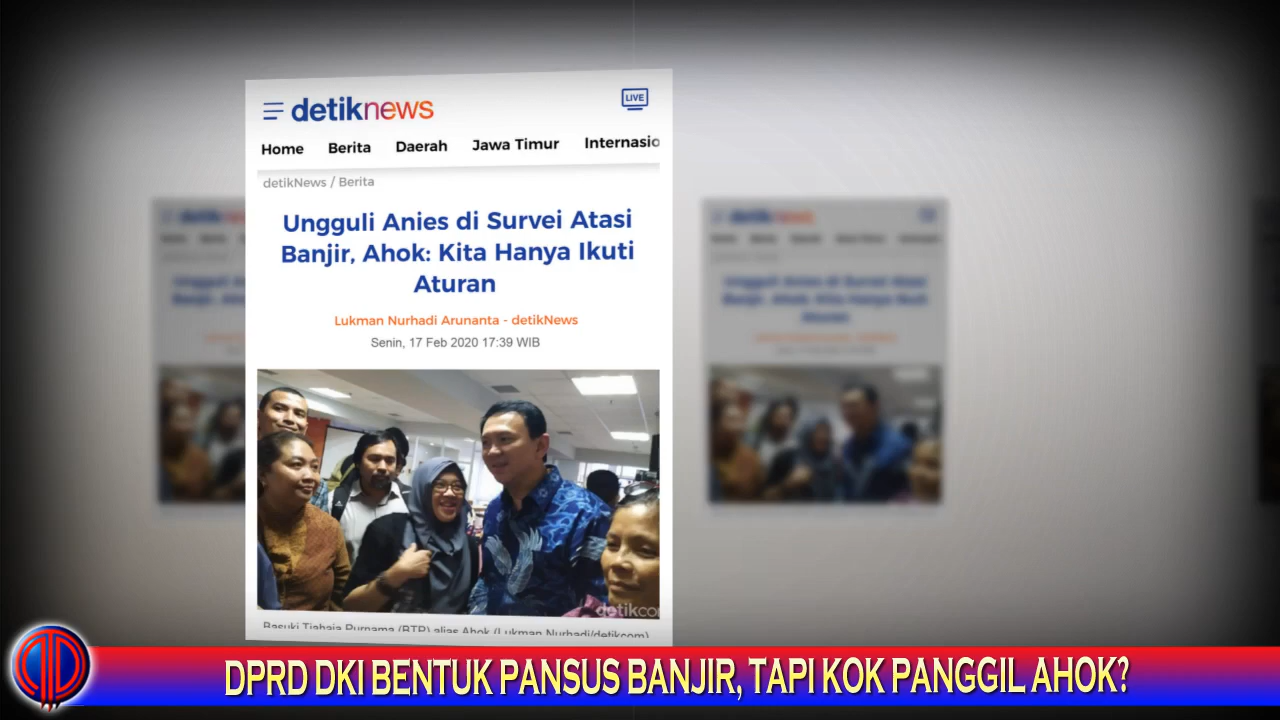 detiknews
LIVE
Home Berita Daerah Jawa Timur Internasio
detikNews / Berita
Ungguli Anies di Survei Atasi
Banjir, Ahok: Kita Hanya Ikuti
Aturan
Lukman Nurhadi Arunanta - detikNews
Senin, 17 Feb 2020 17:39 WIB
detikcom
Basuki Tjahaja Purnama (BTP) alias Ahok (Lukman Nurhadi/detikcom)
DPRD DKI BENTUK PANSUS BANJIR, TAPI KOK PANGGIL AHOK?